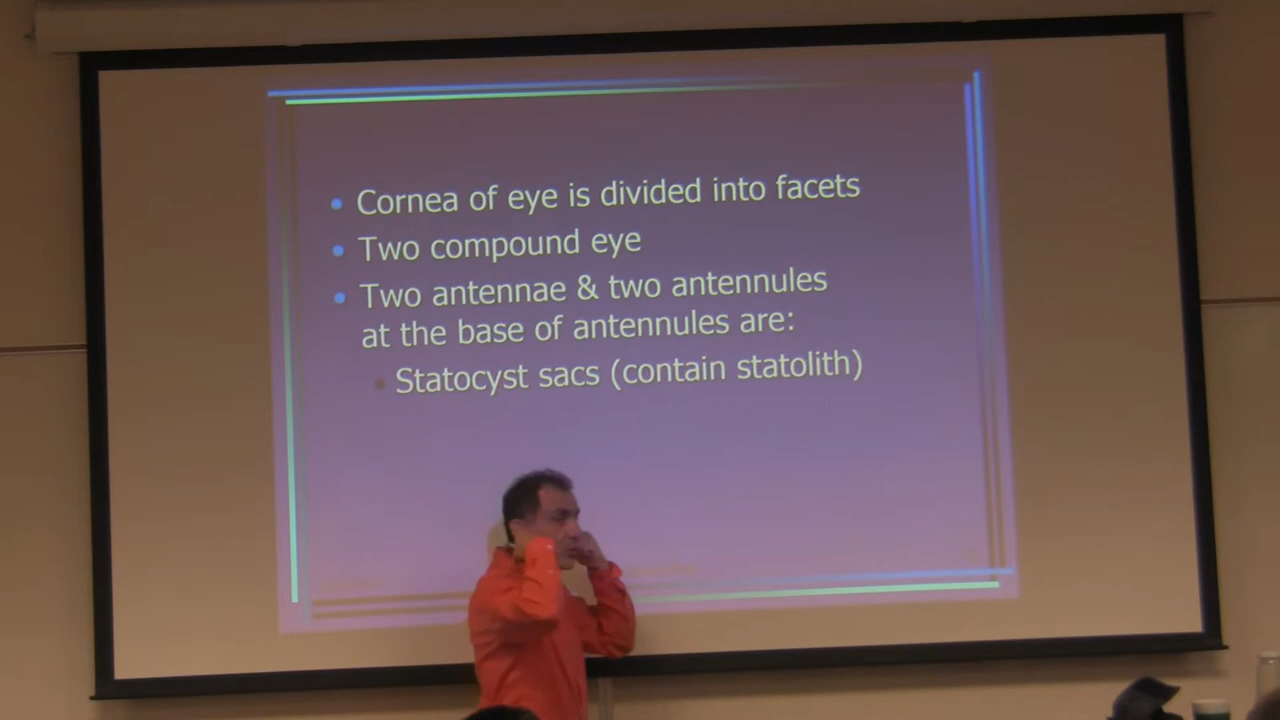 • Cornea of eye is divided into facets
• Two compound eye
• Two antennae & two antennules
at the base of antennules are:
▪ Statocyst sacs (contain statolith)